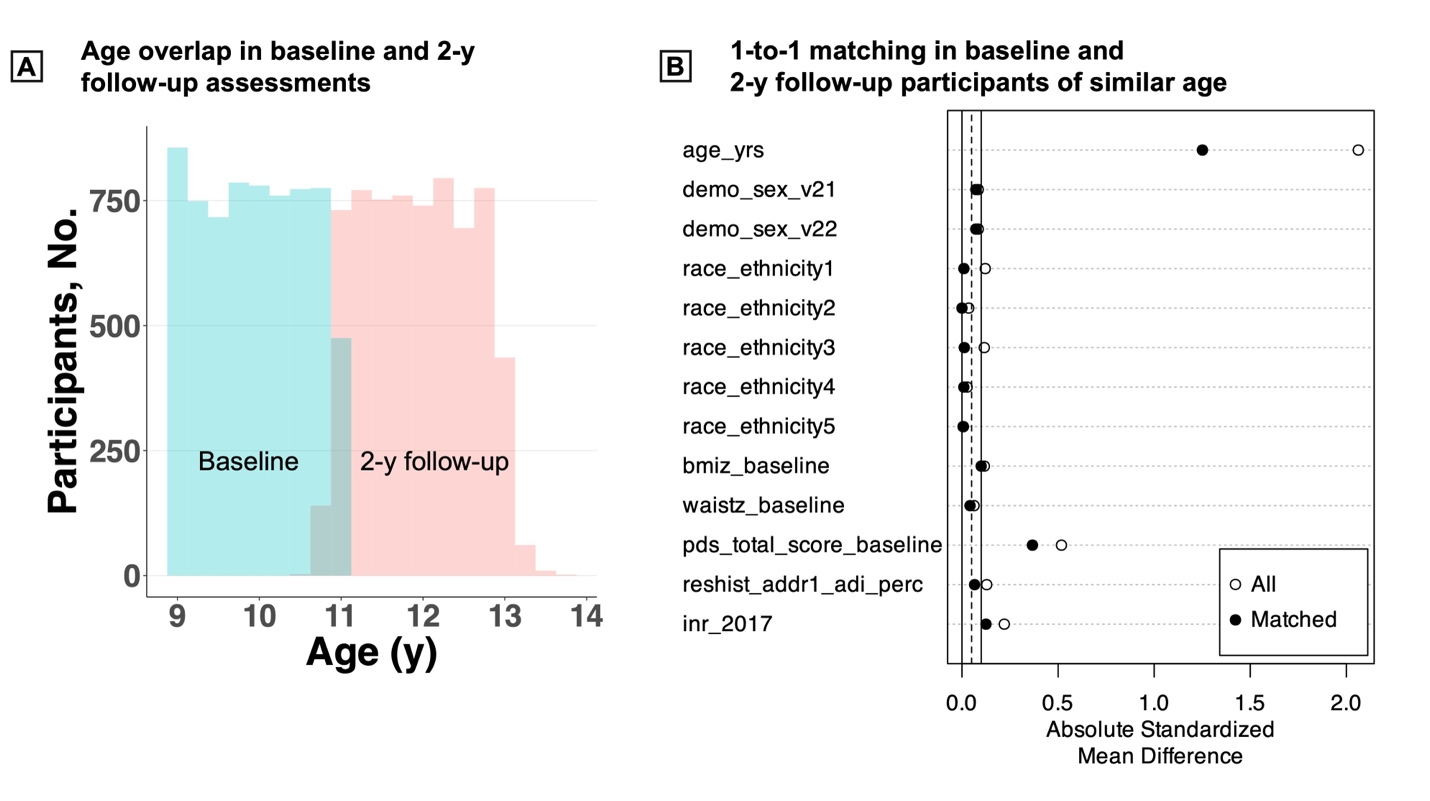 A
Age overlap in baseline and 2-y
follow-up assessments
Participants, No.
750
500
250
0
Baseline
2-y follow-up
9 10 11 12 13 14
Age (y)
B
1-to-1 matching in baseline and
2-y follow-up participants of similar age
age_yrs
demo_sex_v21
demo_sex_v22
race_ethnicity1
race_ethnicity2
race_ethnicity3
race_ethnicity4
race_ethnicity5
bmiz_baseline
waistz_baseline
pds_total_score_baseline
reshist_addr1_adi_perc
inr_2017
All
Matched
0.0 0.5 1.0 1.5 2.0
Absolute Standardized
Mean Difference